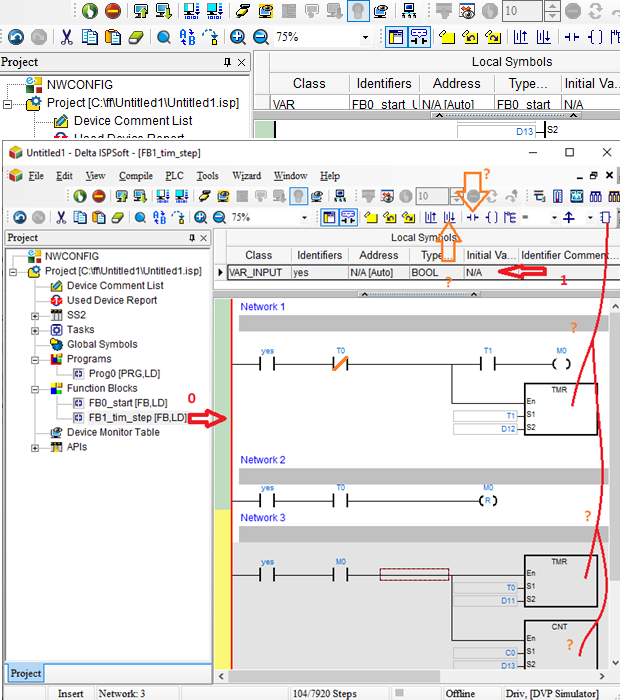 10
75%
Project
NWCONFIG
Project [C:\ff\Untitled1\Untitled1.isp]
Device Comment List
Used Device Report
Local Symbols
Class Identifiers Address Type... Initial Va...
VAR FB0_start_U N/A [Auto] FB0_start N/A
D13 S2
Untitled1 - Delta ISPSoft - [FB1_tim_step]
File Edit View Compile PLC Tools Wizard Window Help
?
10
75%
Project
NWCONFIG
Project [C:\ff\Untitled1\Untitled1.isp]
Device Comment List
Used Device Report
SS2
Tasks
Global Symbols
Programs
Prog0 [PRG,LD]
Function Blocks
0
FB0_start [FB,LD]
FB1_tim_step [FB,LD]
Device Monitor Table
APIs
Local Symbols
Class Identifiers Address Type... Initial Va... Identifier Comment...
VAR_INPUT yes N/A [Auto] BOOL N/A
? 1
Network 1
?
yes T0 T1 M0
TMR
En
T1 S1
D12 S2
Network 2
yes T0 M0
R
Network 3
?
yes M0
TMR
En
T0 S1
D11 S2
CNT
En
?
C0 S1
D13 S2
Project
Insert Network: 3 104/7920 Steps Offline Driv, [DVP Simulator]